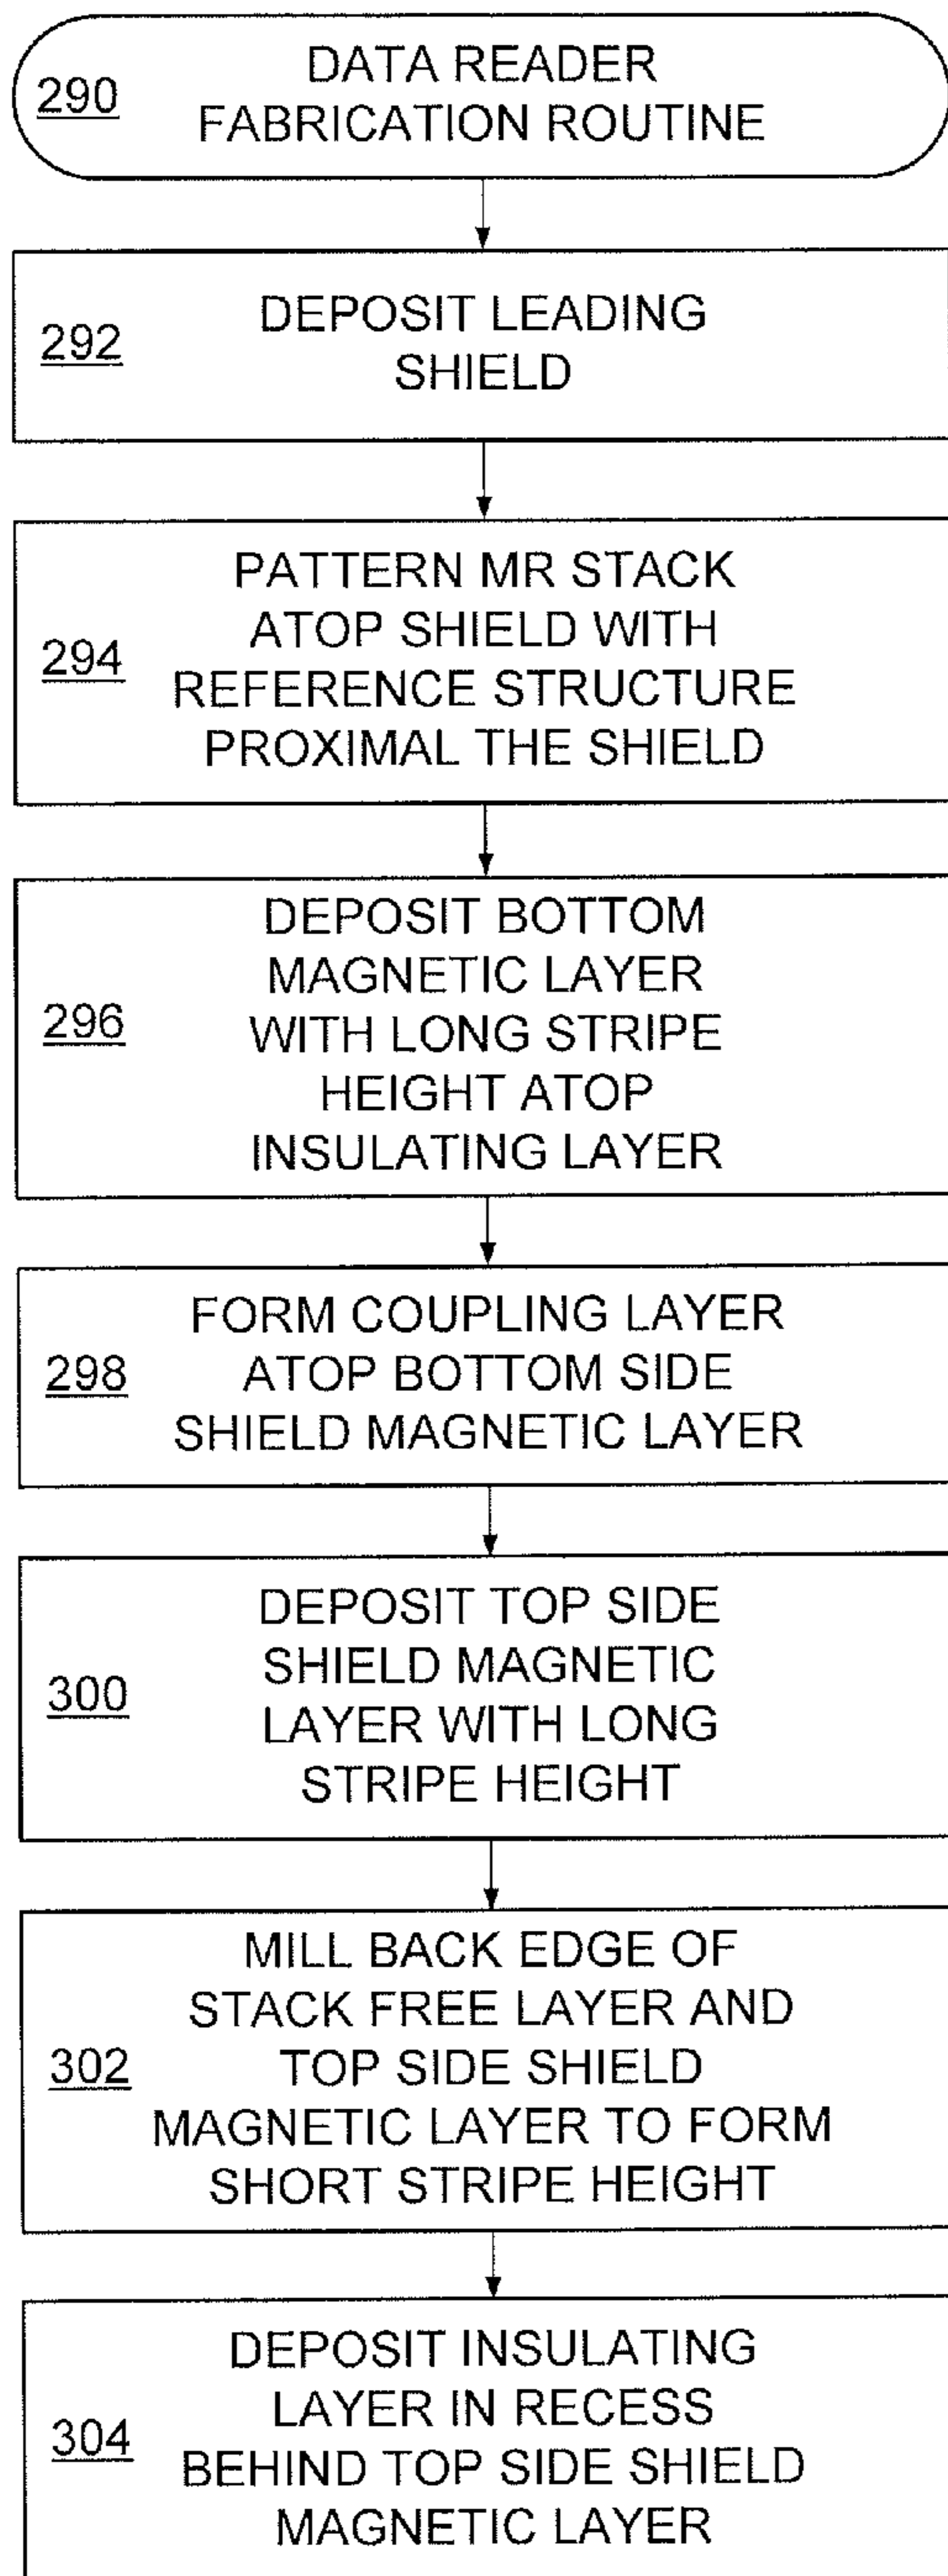 290
DATA READER
FABRICATION ROUTINE
292
DEPOSIT LEADING
SHIELD
294
PATTERN MR STACK
ATOP SHIELD WITH
REFERENCE STRUCTURE
PROXIMAL THE SHIELD
296
DEPOSIT BOTTOM
MAGNETIC LAYER
WITH LONG STRIPE
HEIGHT ATOP
INSULATING LAYER
298
FORM COUPLING LAYER
ATOP BOTTOM SIDE
SHIELD MAGNETIC LAYER
300
DEPOSIT TOP SIDE
SHIELD MAGNETIC
LAYER WITH LONG
STRIPE HEIGHT
302
MILL BACK EDGE OF
STACK FREE LAYER AND
TOP SIDE SHIELD
MAGNETIC LAYER TO FORM
SHORT STRIPE HEIGHT
304
DEPOSIT INSULATING
LAYER IN RECESS
BEHIND TOP SIDE SHIELD
MAGNETIC LAYER